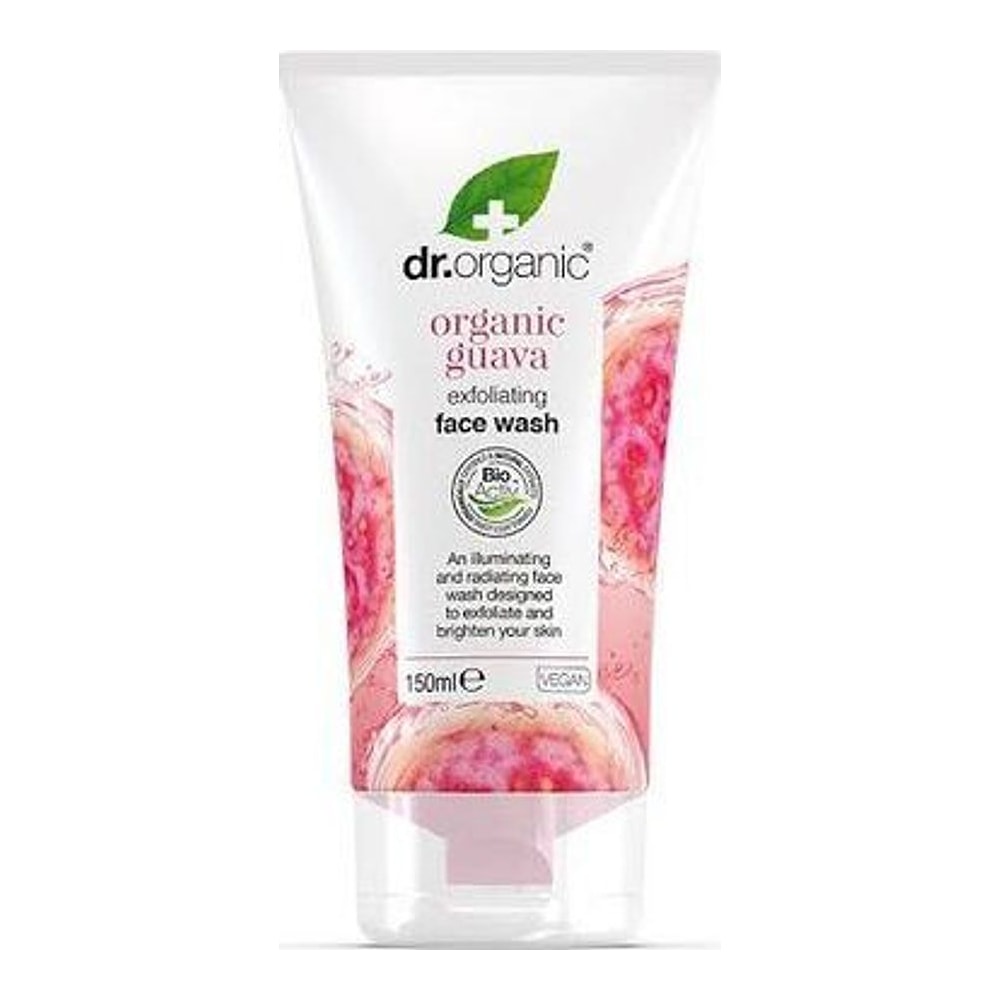 dr.organic®
organic
guava
exfoliating
face wash
Bio
Activ
An illuminating
and radiating face
wash designed
to exfoliate and
brighten your skin
150ml℮
VEGAN